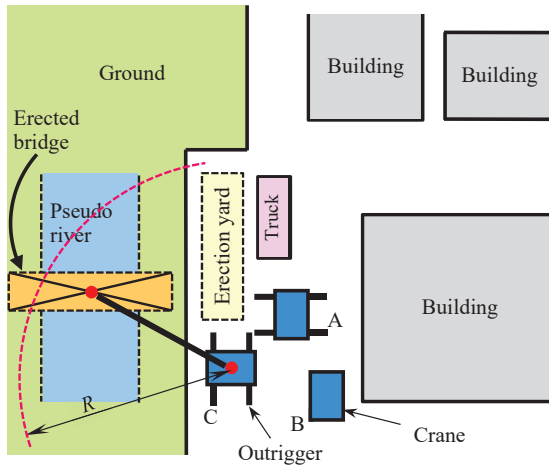 Ground
Building
Building
Erected
bridge
Pseudo
river
Erection yard
Truck
A
Building
R
C
B
Outrigger
Crane